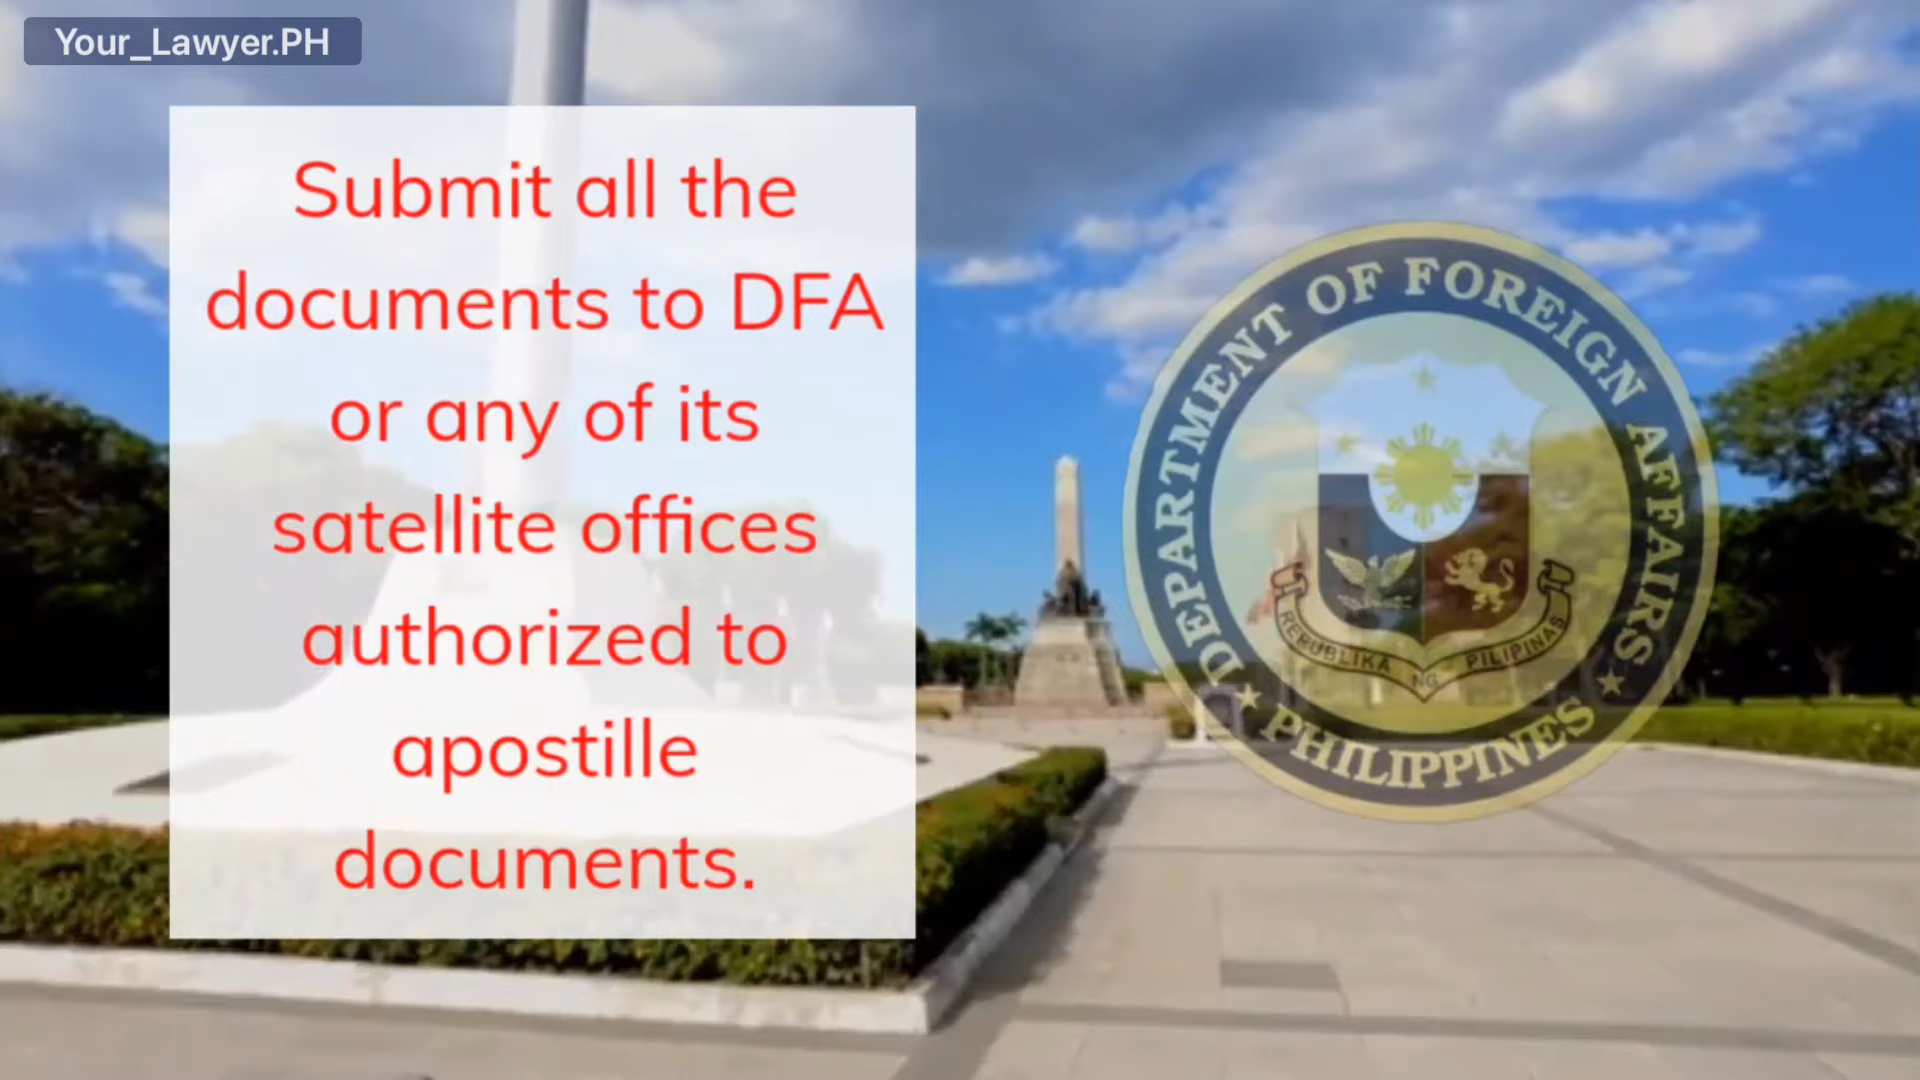 Your_Lawyer.PH
Submit all the
documents to DFA
or any of its
satellite offices
authorized to
apostille
documents.
DEPARTMENT OF FOREIGN AFFAIRS
REPUBLIKA NG PILIPINAS
PHILIPPINES